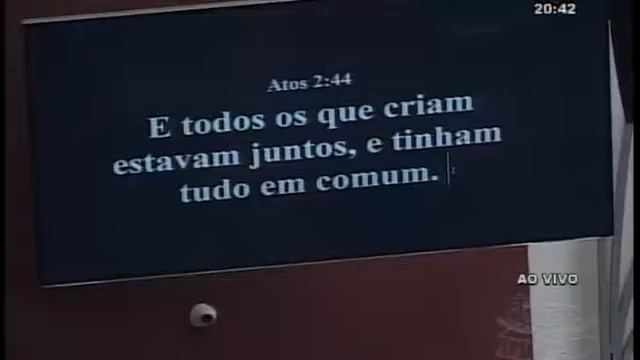 20:42
Atos 2:44
E todos os que criam
estavam juntos, e tinham
tudo em comum.
AO VIVO